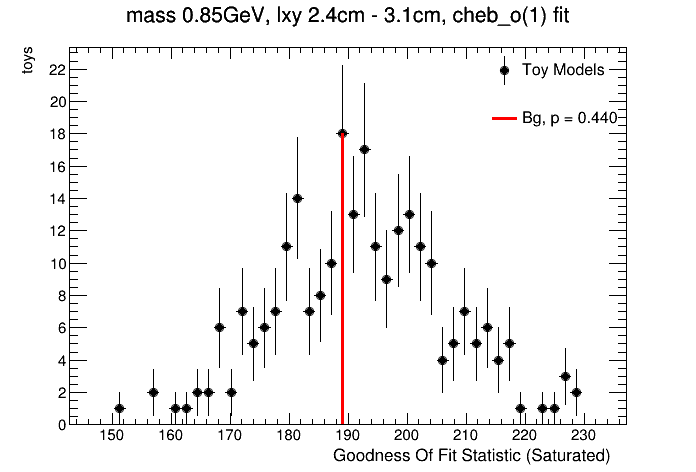 mass 0.85GeV, lxy 2.4cm - 3.1cm, cheb_o(1) fit
toys
22
20
18
16
14
12
10
8
6
4
2
0
Toy Models
Bg, p = 0.440
150 160 170 180 190 200 210 220 230
Goodness Of Fit Statistic (Saturated)